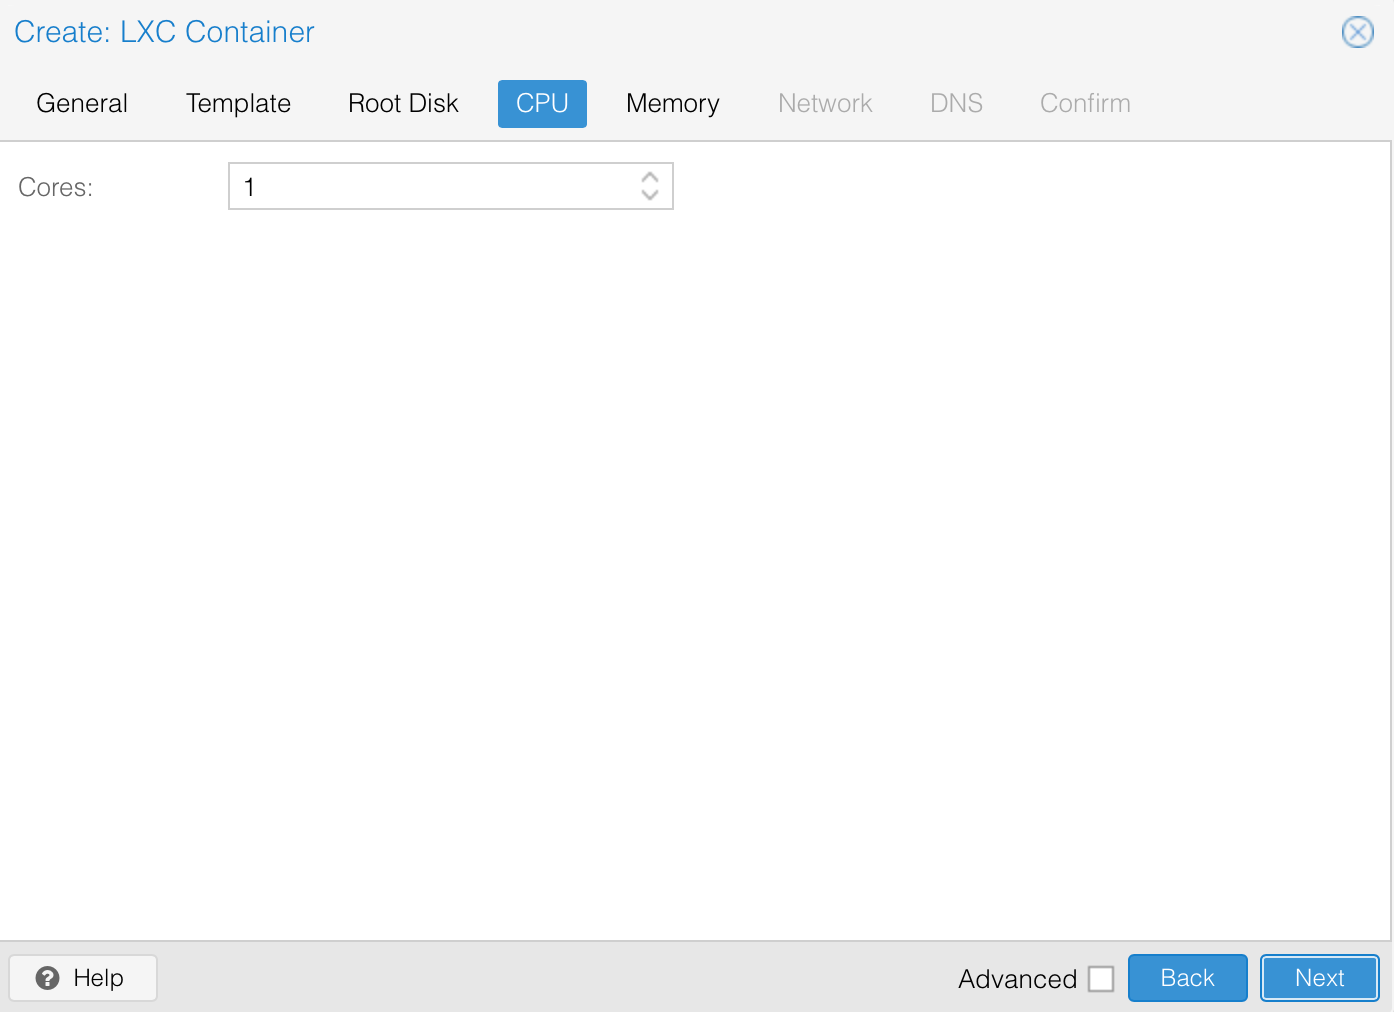 Create: LXC Container
General Template Root Disk CPU Memory Network DNS Confirm
Cores: 1
Help Advanced Back Next